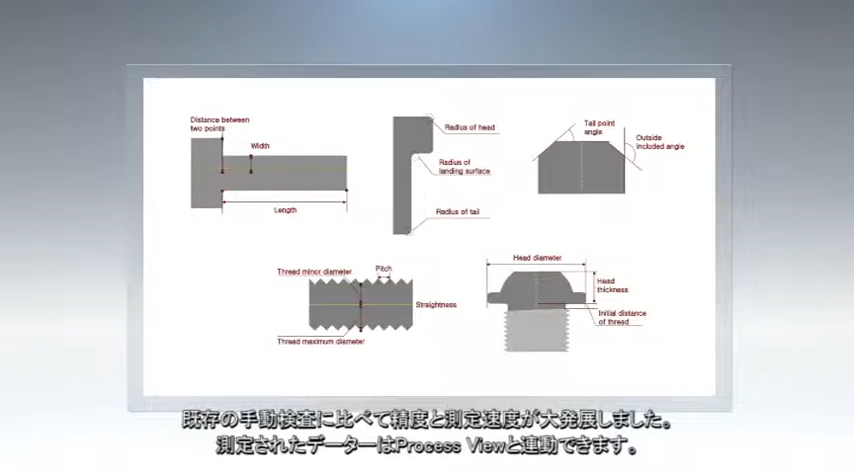 Distance between
two points
Width
Length
Radius of head
Radius of
landing surface
Radius of tail
Tail point
angle
Outside
included angle
Thread minor diameter
Pitch
Straightness
Thread maximum diameter
Head diameter
Head
thickness
Initial distance
of thread
既存の手動検査に比べて精度と測定速度が大発展しました。
測定されたデーターはProcess Viewと連動できます。